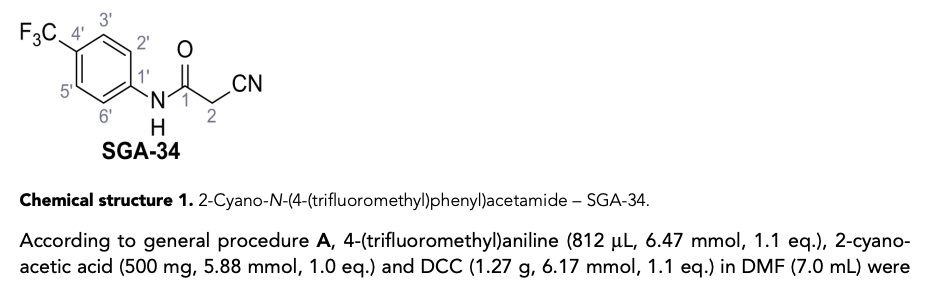 F3C
4'
3'
2'
O
5'
1'
CN
6'
N
1
2
H
SGA-34
Chemical structure 1. 2-Cyano-N-(4-(trifluoromethyl)phenyl)acetamide – SGA-34.
According to general procedure A, 4-(trifluoromethyl)aniline (812 µL, 6.47 mmol, 1.1 eq.), 2-cyano-
acetic acid (500 mg, 5.88 mmol, 1.0 eq.) and DCC (1.27 g, 6.17 mmol, 1.1 eq.) in DMF (7.0 mL) were